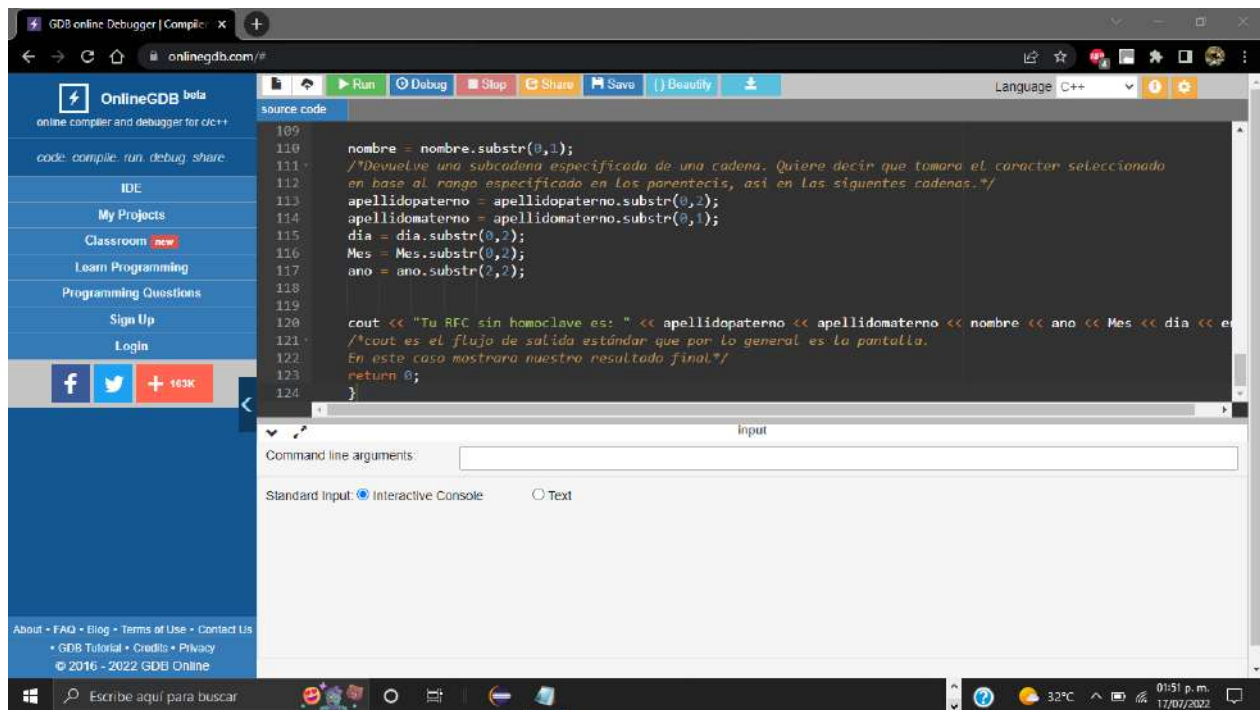 GDB online Debugger | Compiler
onlinegdb.com/#
OnlineGDB beta
online compiler and debugger for c/c++
code. compile. run. debug. share.
IDE
My Projects
Classroom new
Learn Programming
Programming Questions
Sign Up
Login
+ 163K
Run Debug Stop Share Save {} Beautify
Language C++
source code
109
110 nombre = nombre.substr(0,1);
111 /*Devuelve una subcadena especificada de una cadena. Quiere decir que tomara el caracter seleccionado
112 en base al rango especificado en los parentecis, asi en las siguentes cadenas.*/
113 apellidopaterno = apellidopaterno.substr(0,2);
114 apellidomaterno = apellidomaterno.substr(0,1);
115 dia = dia.substr(0,2);
116 Mes = Mes.substr(0,2);
117 ano = ano.substr(2,2);
118
119
120 cout << "Tu RFC sin homoclave es: " << apellidopaterno << apellidomaterno << nombre << ano << Mes << dia <<
121 /*cout es el flujo de salida estándar que por lo general es la pantalla.
122 En este caso mostrara nuestro resultado final*/
123 return 0;
124 }
input
Command line arguments:
Standard Input: Interactive Console Text
About • FAQ • Blog • Terms of Use • Contact Us
• GDB Tutorial • Credits • Privacy
© 2016 - 2022 GDB Online
Escribe aquí para buscar
32°C
01:51 p. m.
17/07/2022